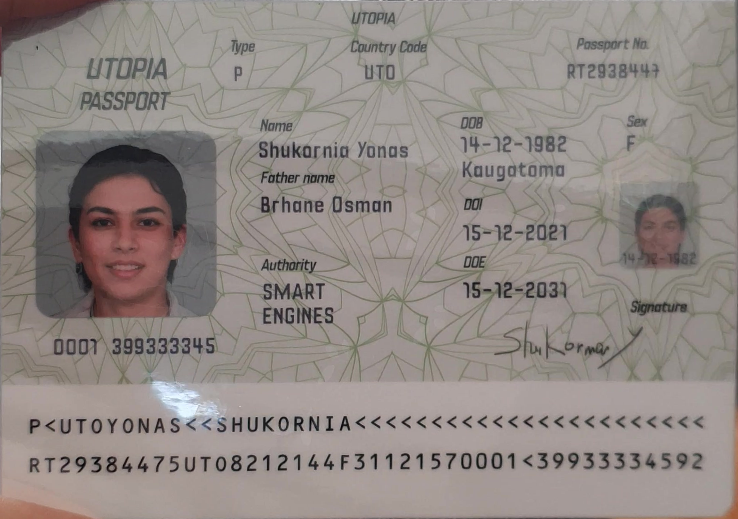 UTOPIA
UTOPIA
PASSPORT
Type
P
Country Code
UTO
Passport No.
RT2938447
Name
Shukornia Yonas
Father name
Brhane Osman
Authority
SMART
ENGINES
DOB
14-12-1982
Kaugatama
DOI
15-12-2021
DOE
15-12-2031
Sex
F
14-12-1982
Signature
0001 399333345
P<UTOYONAS<<SHUKORNIA<<<<<<<<<<<<<<<<<<<<<<<
RT29384475UTO8212144F31121570001<39933334592